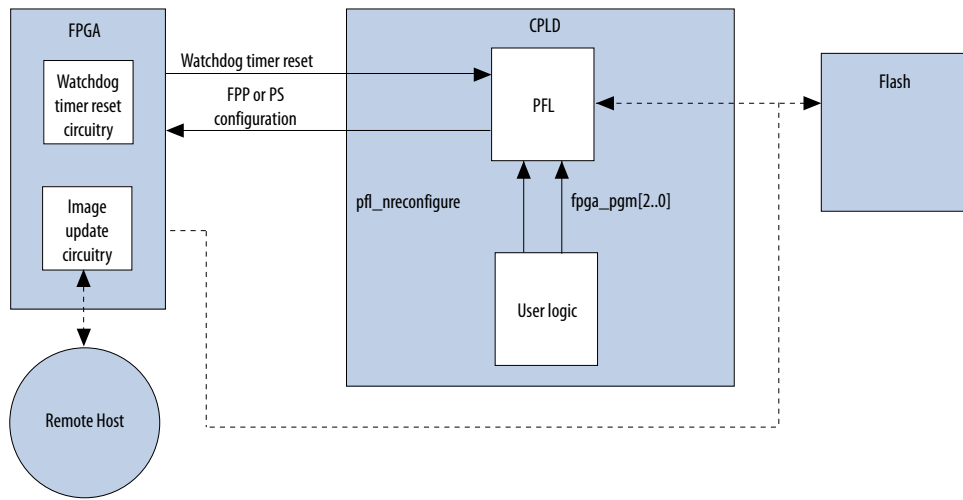 FPGA
Watchdog
timer reset
circuitry
Image
update
circuitry
Remote Host
Watchdog timer reset
FPP or PS
configuration
CPLD
PFL
pfl_nreconfigure
fpga_pgm[2..0]
User logic
Flash